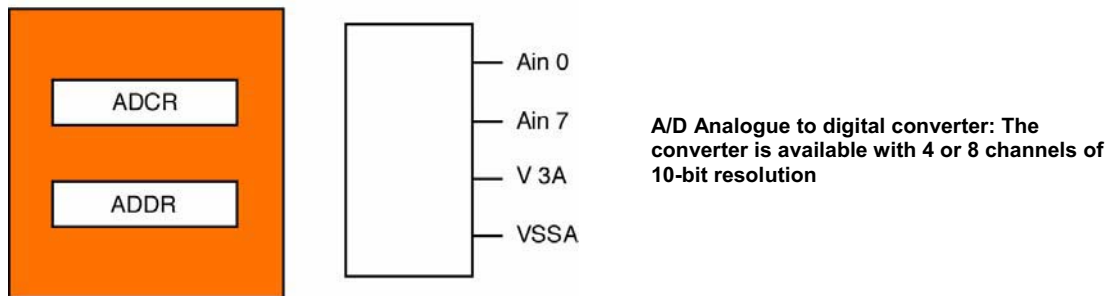 ADCR
ADDR
Ain 0
Ain 7
V 3A
VSSA
A/D Analogue to digital converter: The
converter is available with 4 or 8 channels of
10-bit resolution